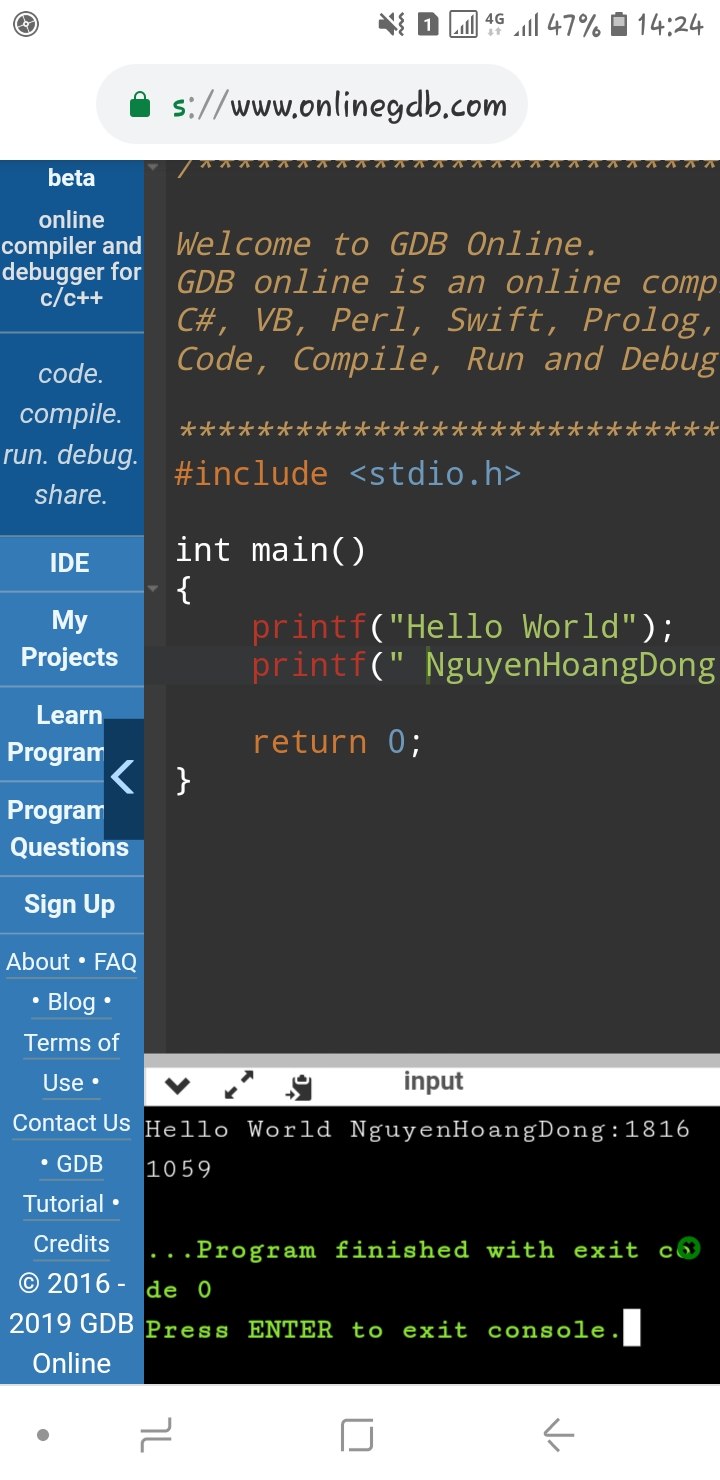 1 4G 47% 14:24
s://www.onlinegdb.com
beta
online
compiler and
debugger for
c/c++
code.
compile.
run. debug.
share.
IDE
My
Projects
Learn
Program
Program
Questions
Sign Up
About • FAQ
• Blog •
Terms of
Use •
Contact Us
• GDB
Tutorial •
Credits
© 2016 -
2019 GDB
Online
/****************************
Welcome to GDB Online.
GDB online is an online comp
C#, VB, Perl, Swift, Prolog,
Code, Compile, Run and Debug
****************************
#include <stdio.h>
int main()
{
printf("Hello World");
printf(" NguyenHoangDong
return 0;
}
input
Hello World NguyenHoangDong:1816
1059
...Program finished with exit co
de 0
Press ENTER to exit console.